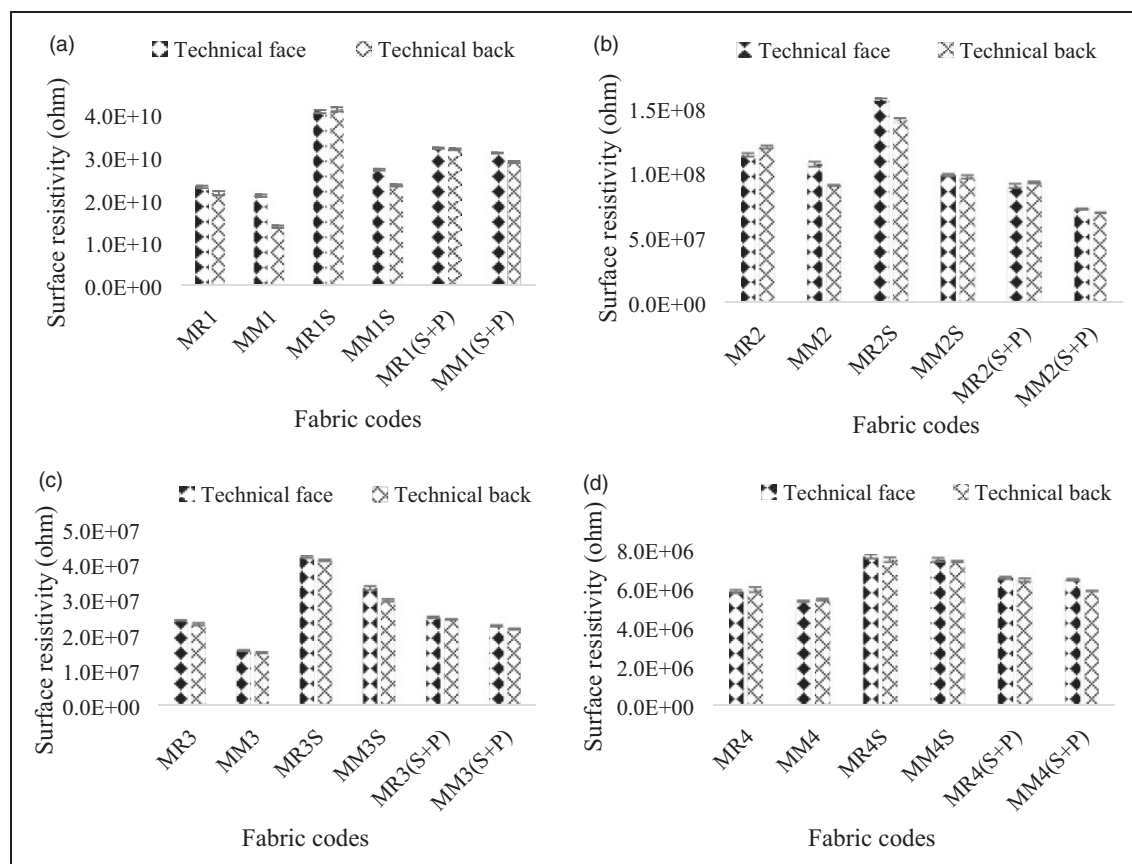 (a)
Technical face Technical back
Surface resistivity (ohm)
4.0E+10
3.0E+10
2.0E+10
1.0E+10
0.0E+00
MR1 MM1 MR1S MM1S MR1(S+P) MM1(S+P)
Fabric codes
(b)
Technical face Technical back
Surface resistivity (ohm)
1.5E+08
1.0E+08
5.0E+07
0.0E+00
MR2 MM2 MR2S MM2S MR2(S+P) MM2(S+P)
Fabric codes
(c)
Technical face Technical back
Surface resistivity (ohm)
5.0E+07
4.0E+07
3.0E+07
2.0E+07
1.0E+07
0.0E+00
MR3 MM3 MR3S MM3S MR3(S+P) MM3(S+P)
Fabric codes
(d)
Technical face Technical back
Surface resistivity (ohm)
8.0E+06
6.0E+06
4.0E+06
2.0E+06
0.0E+00
MR4 MM4 MR4S MM4S MR4(S+P) MM4(S+P)
Fabric codes